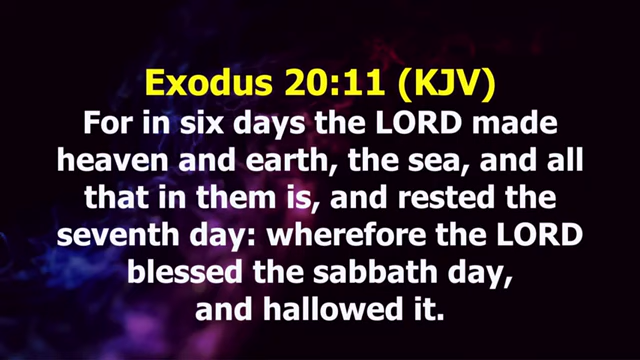 Exodus 20:11 (KJV)
For in six days the LORD made
heaven and earth, the sea, and all
that in them is, and rested the
seventh day: wherefore the LORD
blessed the sabbath day,
and hallowed it.